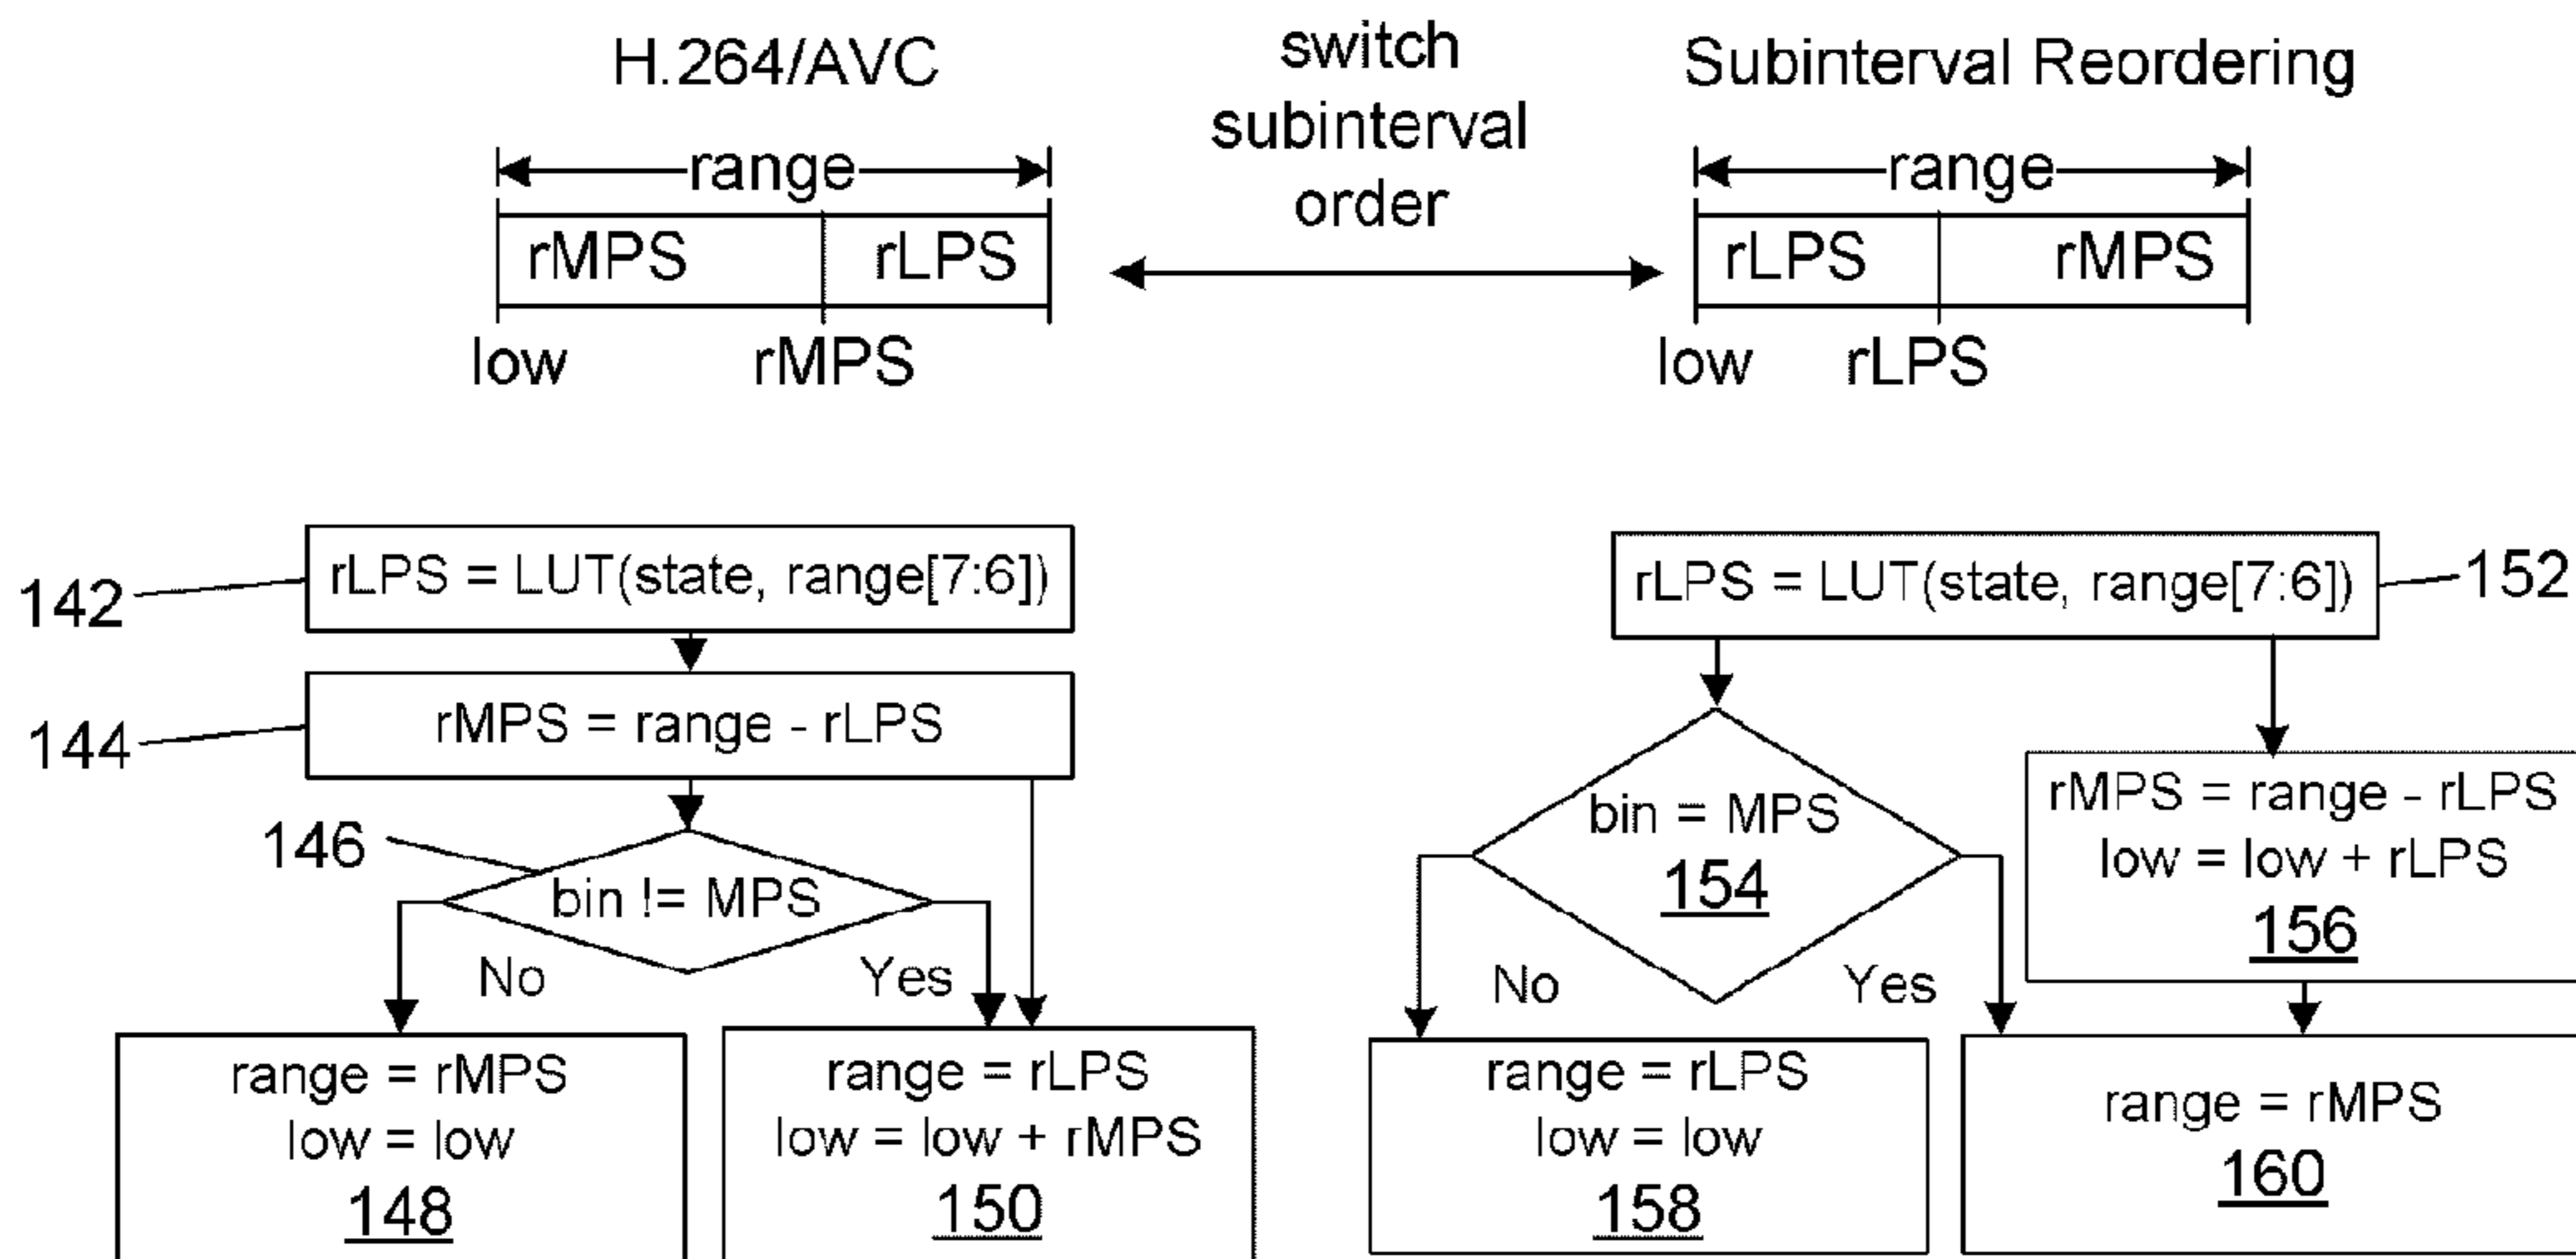 H.264/AVC
range
rMPS rLPS
low rMPS
switch
subinterval
order
Subinterval Reordering
range
rLPS rMPS
low rLPS
142
rLPS = LUT(state, range[7:6])
144
rMPS = range - rLPS
146
bin != MPS
No Yes
range = rMPS
low = low
148
range = rLPS
low = low + rMPS
150
rLPS = LUT(state, range[7:6])
152
bin = MPS
154
No Yes
rMPS = range - rLPS
low = low + rLPS
156
range = rLPS
low = low
158
range = rMPS
160